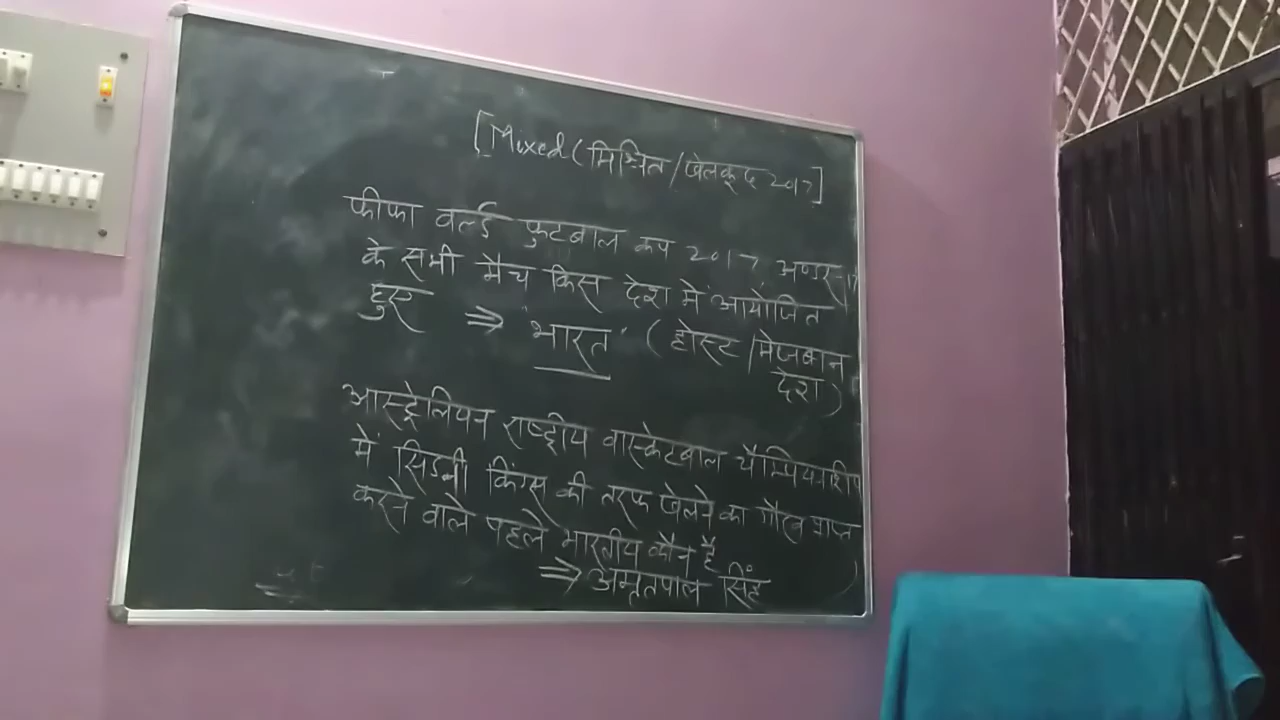 [Mixed (मिश्रित/खेलकूद 2017]
फीफा वर्ल्ड फुटबाल कप 2017 अण्डर-17
के सभी मैच किस देश में आयोजित
हुए ⇒ 'भारत' (होस्ट/मेजबान
देश)
आस्ट्रेलियन राष्ट्रीय वास्केटबाल चैम्पियनशिप
में सिडनी किंग्स की तरफ खेलने का गौरव प्राप्त
करने वाले पहले भारतीय कौन हैं
⇒ अमृतपाल सिंह